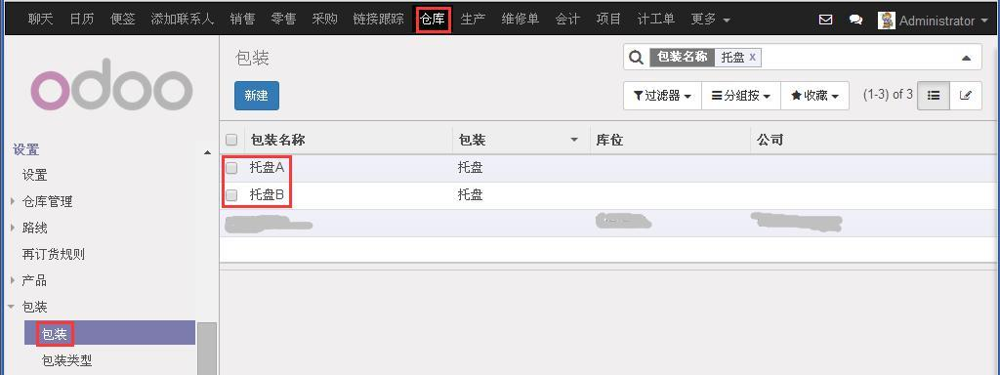 聊天 日历 便签 添加联系人 销售 零售 采购 链接跟踪 仓库 生产 维修单 会计 项目 计工单 更多 Administrator
odoo
包装
包装名称 托盘 x
新建
过滤器 分组按 收藏 (1-3) of 3
设置
设置
仓库管理
路线
再订货规则
产品
包装
包装
包装类型
包装名称 包装 库位 公司
托盘A 托盘
托盘B 托盘